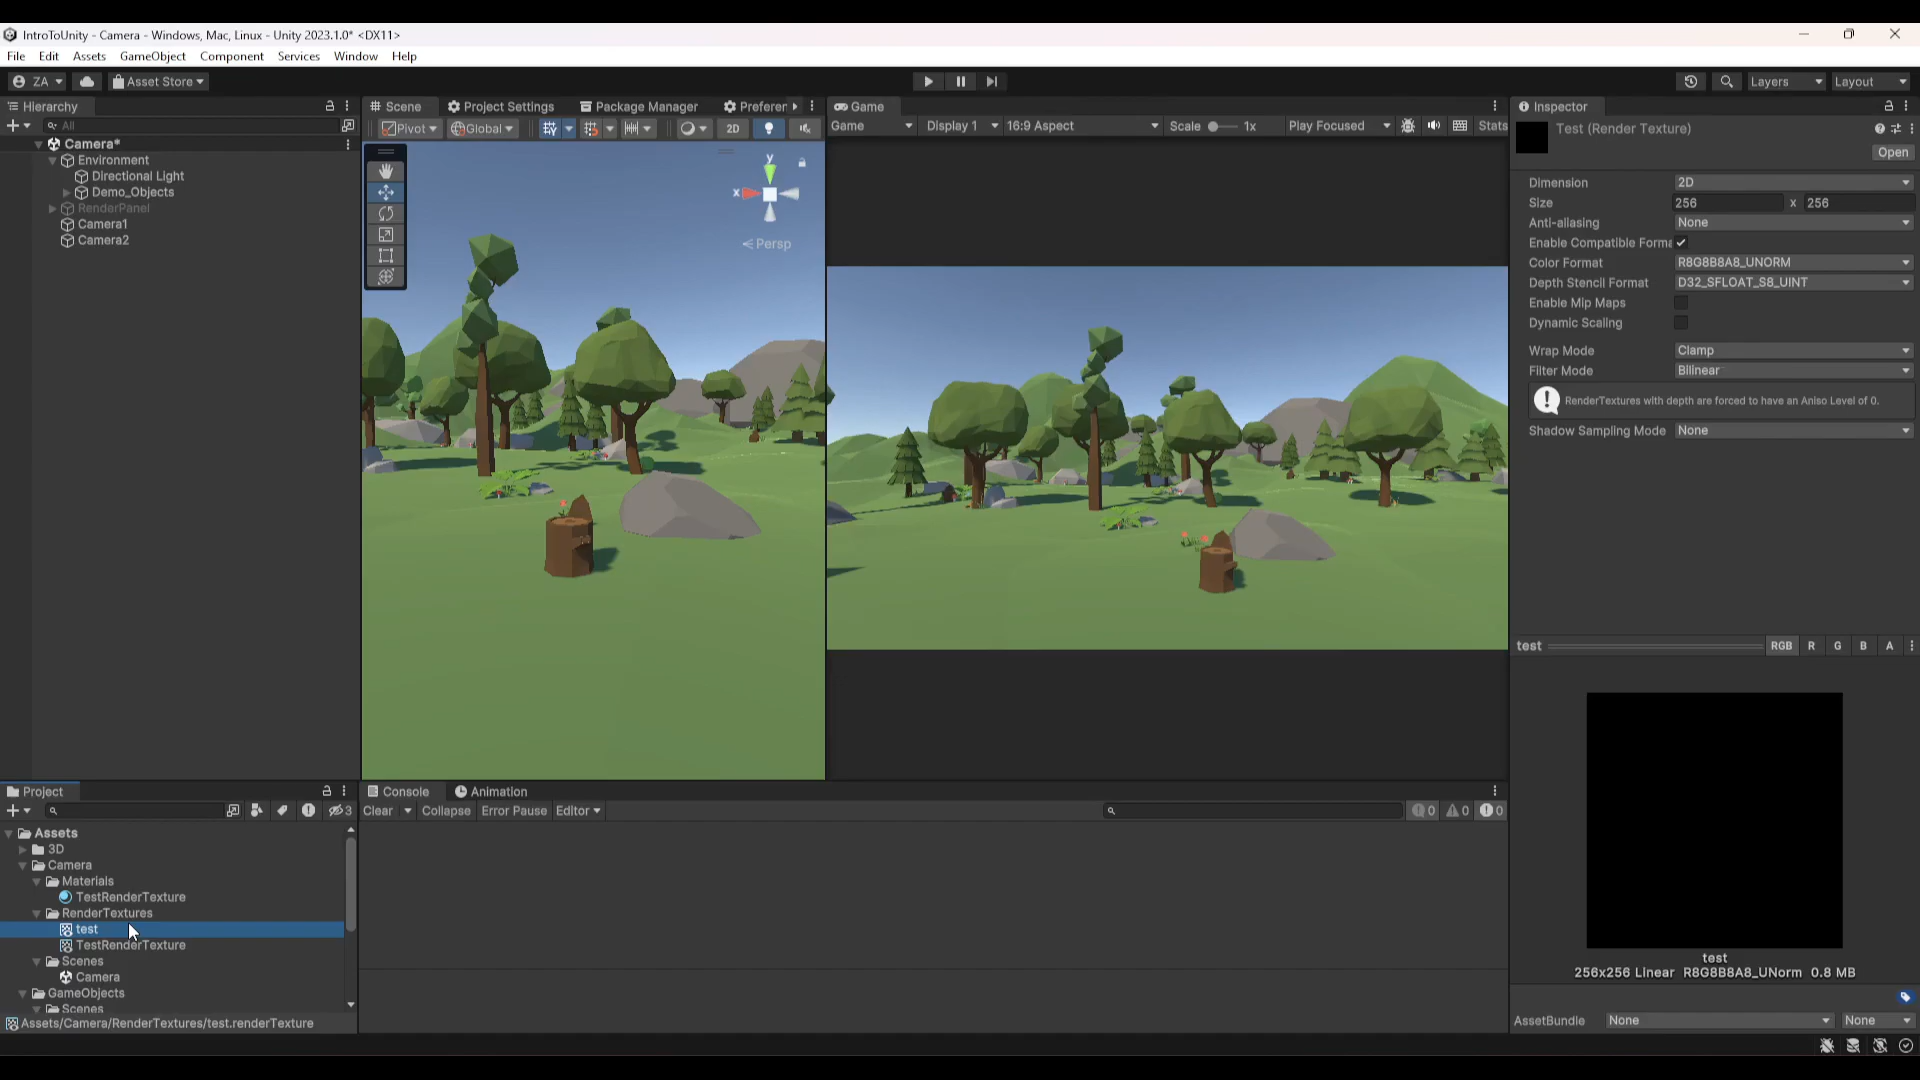 IntroToUnity - Camera - Windows, Mac, Linux - Unity 2023.1.0* <DX11>
File Edit Assets GameObject Component Services Window Help
ZA Asset Store Layers Layout
Hierarchy
All
Camera*
Environment
Directional Light
Demo_Objects
RenderPanel
Camera1
Camera2
Scene Project Settings Package Manager Preferer
Pivot Global 2D
y
x
Persp
Game
Game Display 1 16:9 Aspect Scale 1x Play Focused Stats
Inspector
Test (Render Texture)
Open
Dimension 2D
Size 256 x 256
Anti-aliasing None
Enable Compatible Forma
Color Format R8G8B8A8_UNORM
Depth Stencil Format D32_SFLOAT_S8_UINT
Enable Mip Maps
Dynamic Scaling
Wrap Mode Clamp
Filter Mode Bilinear
RenderTextures with depth are forced to have an Aniso Level of 0.
Shadow Sampling Mode None
test RGB R G B A
test
256x256 Linear R8G8B8A8_UNorm 0.8 MB
AssetBundle None None
Project
3
Assets
3D
Camera
Materials
TestRenderTexture
RenderTextures
test
TestRenderTexture
Scenes
Camera
GameObjects
Scenes
Assets/Camera/RenderTextures/test.renderTexture
Console Animation
Clear Collapse Error Pause Editor 0 0 0